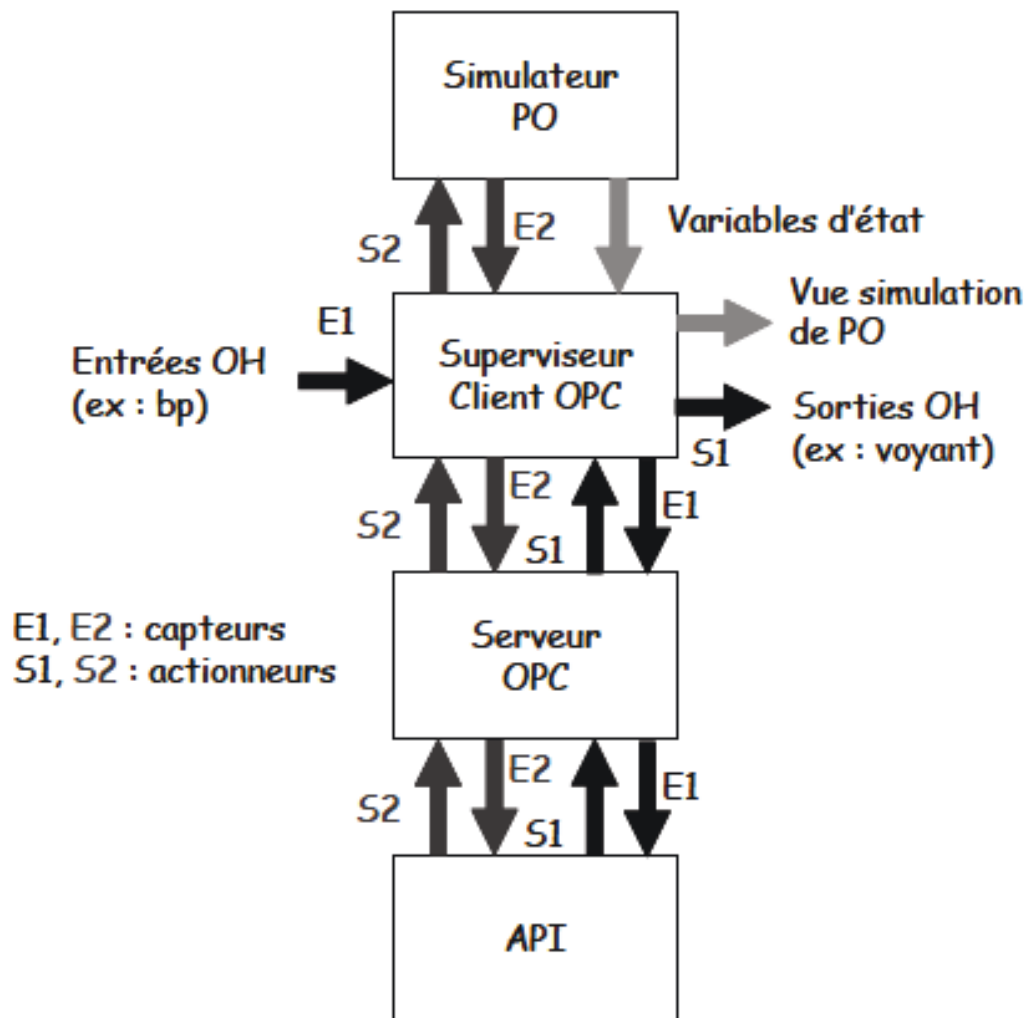 Simulateur
PO
S2
E2
Variables d'état
E1
Entrées OH
(ex : bp)
Superviseur
Client OPC
Vue simulation
de PO
Sorties OH
(ex : voyant)
S1
S2
E2
S1
E1
E1, E2 : capteurs
S1, S2 : actionneurs
Serveur
OPC
S2
E2
S1
E1
API